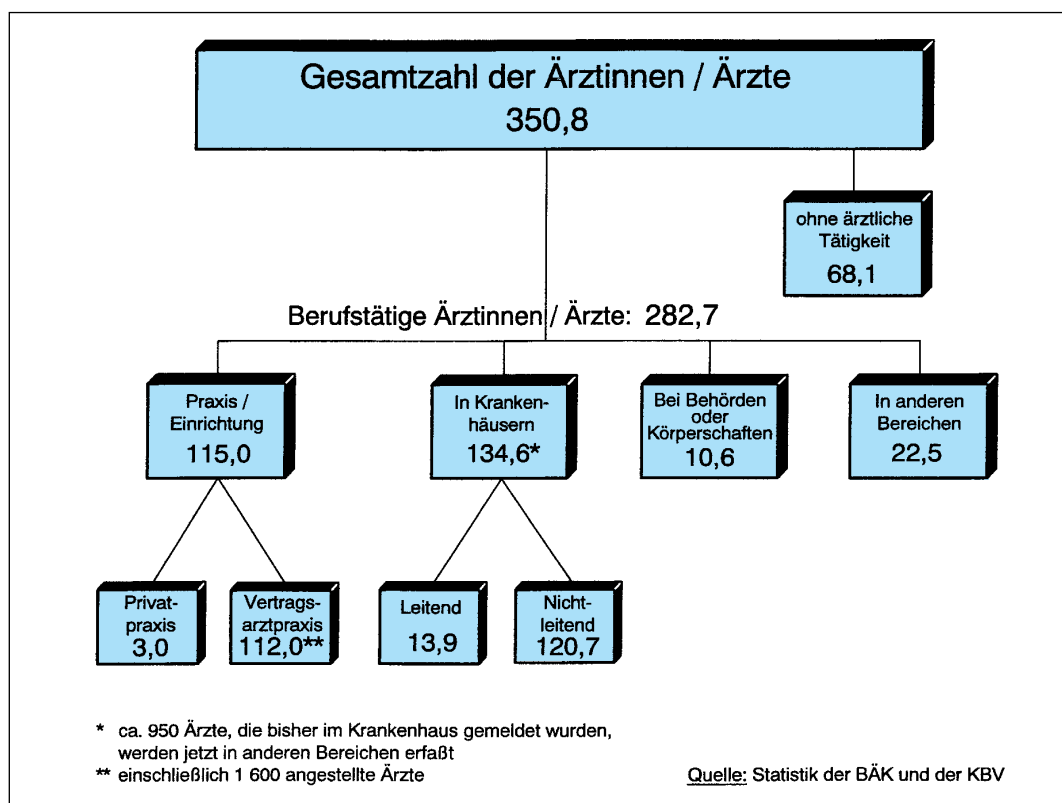 Gesamtzahl der Ärztinnen / Ärzte
350,8
ohne ärztliche
Tätigkeit
68,1
Berufstätige Ärztinnen / Ärzte: 282,7
Praxis /
Einrichtung
115,0
In Kranken-
häusern
134,6*
Bei Behörden
oder
Körperschaften
10,6
In anderen
Bereichen
22,5
Privat-
praxis
3,0
Vertrags-
arztpraxis
112,0**
Leitend
13,9
Nicht-
leitend
120,7
* ca. 950 Ärzte, die bisher im Krankenhaus gemeldet wurden,
werden jetzt in anderen Bereichen erfaßt
** einschließlich 1 600 angestellte Ärzte
Quelle: Statistik der BÄK und der KBV